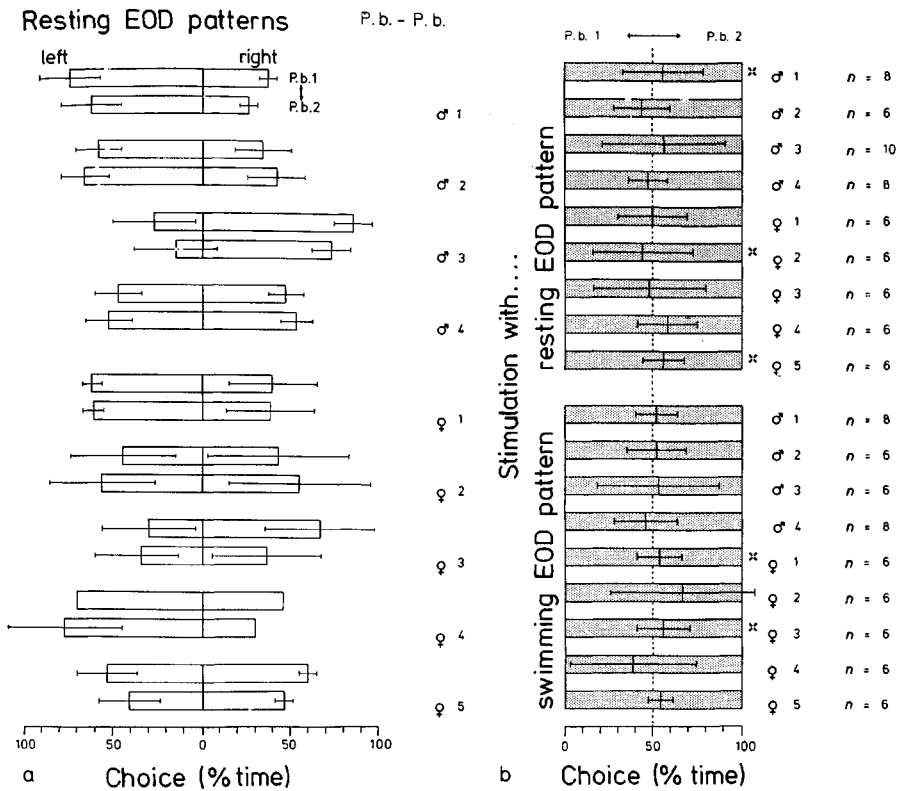 Resting EOD patterns
P.b. - P.b.
left
right
P.b.1
P.b.2
♂ 1
♂ 2
♂ 3
♂ 4
♀ 1
♀ 2
♀ 3
♀ 4
♀ 5
100 50 0 50 100
a Choice (% time)
P.b. 1 P.b. 2
Stimulation with....
resting EOD pattern
¤ ♂ 1 n = 8
♂ 2 n = 6
♂ 3 n = 10
♂ 4 n = 8
♀ 1 n = 6
¤ ♀ 2 n = 6
♀ 3 n = 6
♀ 4 n = 6
¤ ♀ 5 n = 6
swimming EOD pattern
♂ 1 n = 8
♂ 2 n = 6
♂ 3 n = 6
♂ 4 n = 8
¤ ♀ 1 n = 6
♀ 2 n = 6
¤ ♀ 3 n = 6
♀ 4 n = 6
♀ 5 n = 6
0 50 100
b Choice (% time)